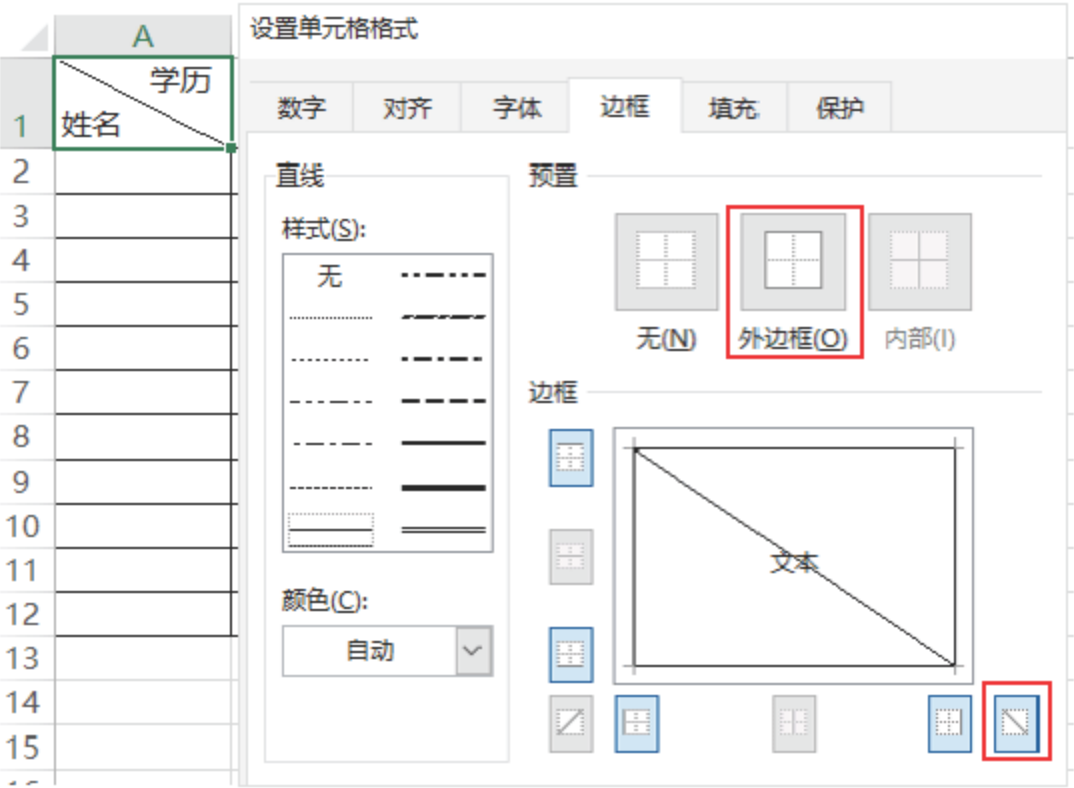 设置单元格格式
A
数字 对齐 字体 边框 填充 保护
1
学历
姓名
2
3
4
5
6
7
8
9
10
11
12
13
14
15
直线
样式(S):
无
颜色(C):
自动
预置
无(N) 外边框(O) 内部(I)
边框
文本